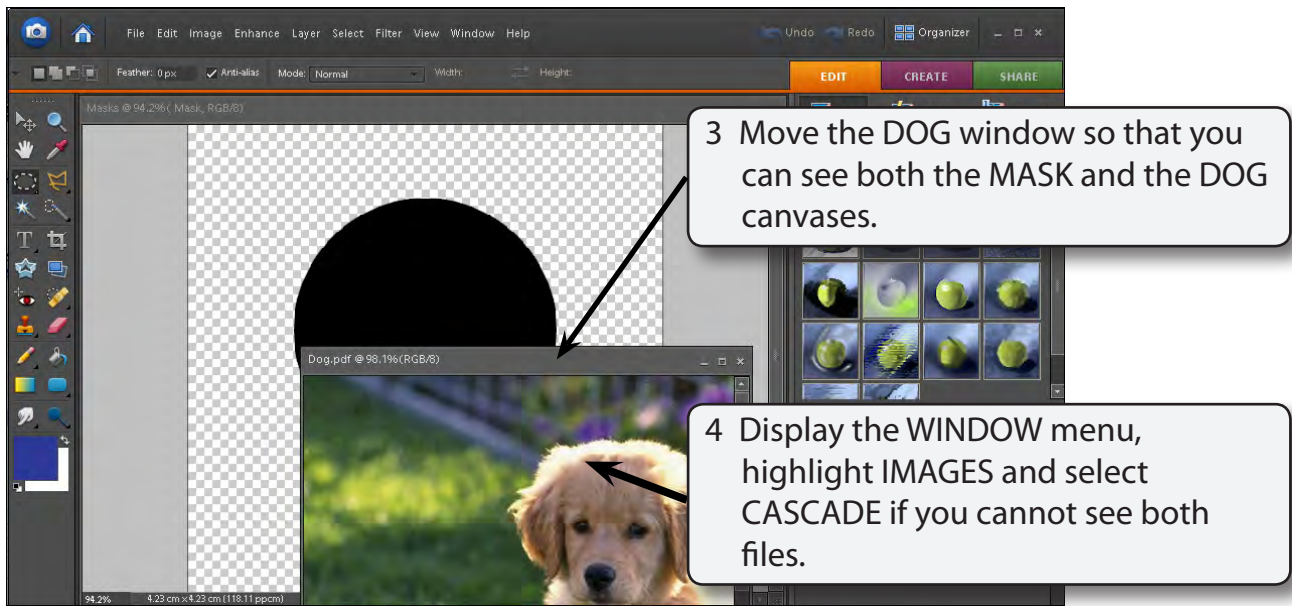 File Edit Image Enhance Layer Select Filter View Window Help
Undo Redo Organizer
Feather: 0 px Anti-alias Mode: Normal Width: Height:
EDIT CREATE SHARE
Masks @ 94.2%( Mask, RGB/8)
3 Move the DOG window so that you
can see both the MASK and the DOG
canvases.
Dog.pdf @ 98.1%(RGB/8)
4 Display the WINDOW menu,
highlight IMAGES and select
CASCADE if you cannot see both
files.
94.2% 4.23 cm x 4.23 cm (118.11 ppcm)